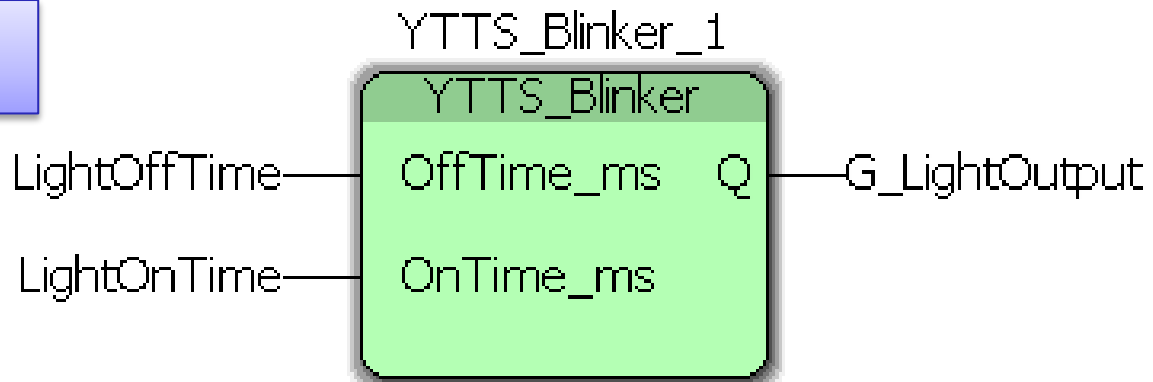 YTTS_Blinker_1
YTTS_Blinker
LightOffTime OffTime_ms Q G_LightOutput
LightOnTime OnTime_ms